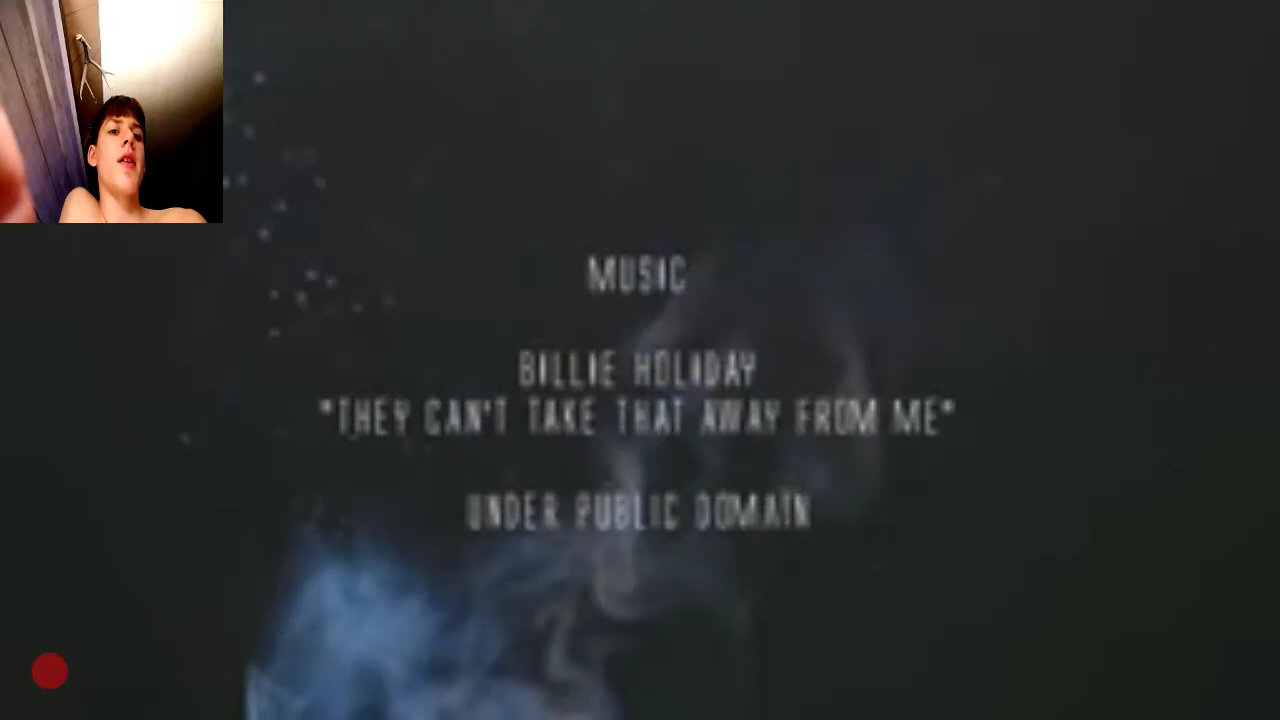 MUSIC
BILLIE HOLIDAY
"THEY CAN'T TAKE THAT AWAY FROM ME"
UNDER PUBLIC DOMAIN